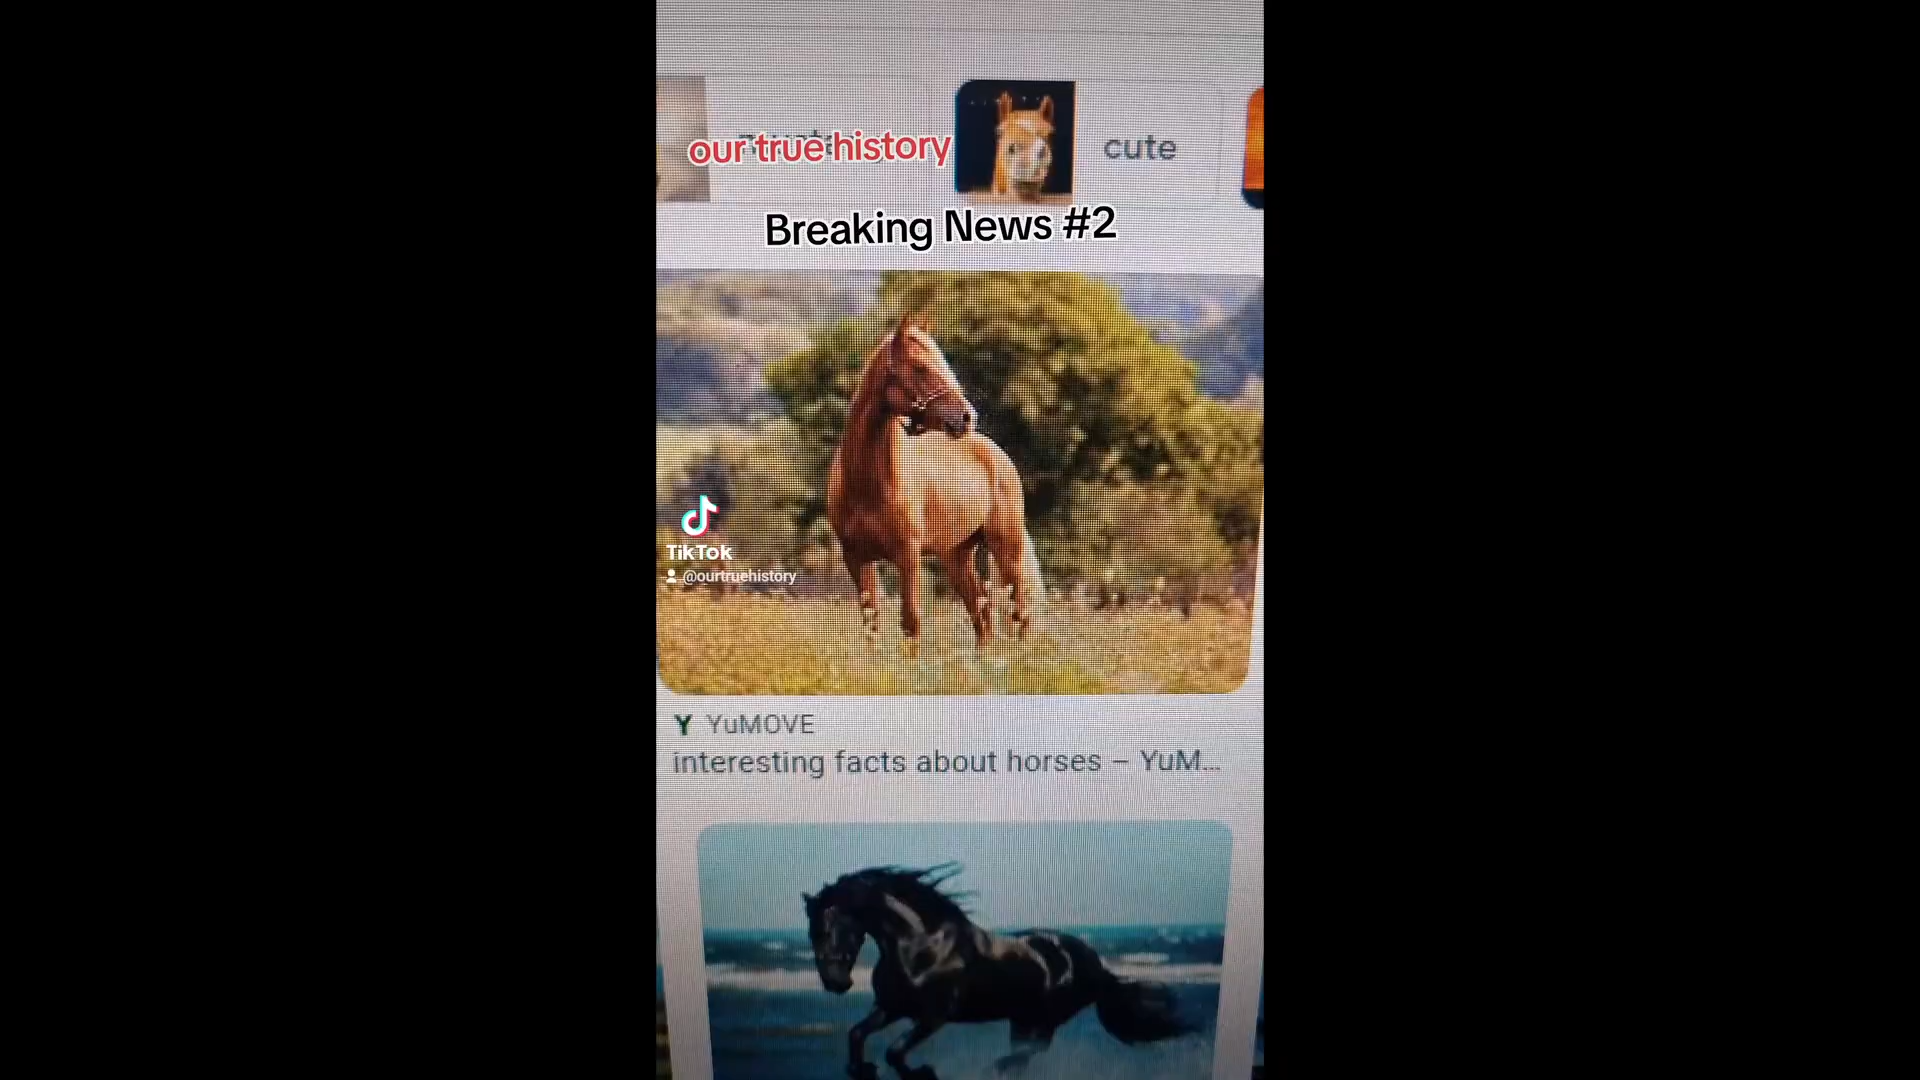 our true history
cute
Breaking News #2
TikTok
@ourtruehistory
YuMOVE
interesting facts about horses – YuM...